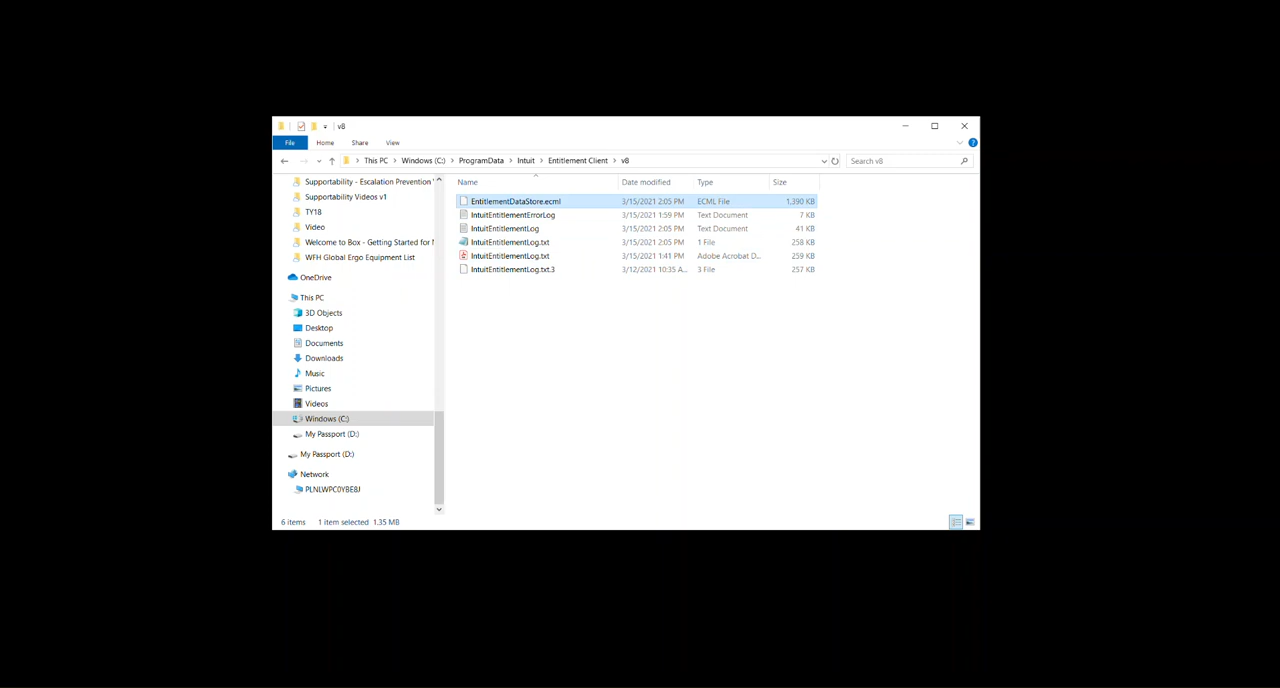 v8
File Home Share View
This PC Windows (C:) ProgramData Intuit Entitlement Client v8 Search v8
Supportability - Escalation Prevention
Supportability Videos v1
TY18
Video
Welcome to Box - Getting Started for
WFH Global Ergo Equipment List
OneDrive
This PC
3D Objects
Desktop
Documents
Downloads
Music
Pictures
Videos
Windows (C:)
My Passport (D:)
My Passport (D:)
Network
PLNLWPC0YBE8J
Name Date modified Type Size
EntitlementDataStore.ecml 3/15/2021 2:05 PM ECML File 1,390 KB
IntuitEntitlementErrorLog 3/15/2021 1:59 PM Text Document 7 KB
IntuitEntitlementLog 3/15/2021 2:05 PM Text Document 41 KB
IntuitEntitlementLog.txt 3/15/2021 2:05 PM 1 File 258 KB
IntuitEntitlementLog.txt 3/15/2021 1:41 PM Adobe Acrobat D... 259 KB
IntuitEntitlementLog.txt.3 3/12/2021 10:35 A... 3 File 257 KB
6 items 1 item selected 1.35 MB